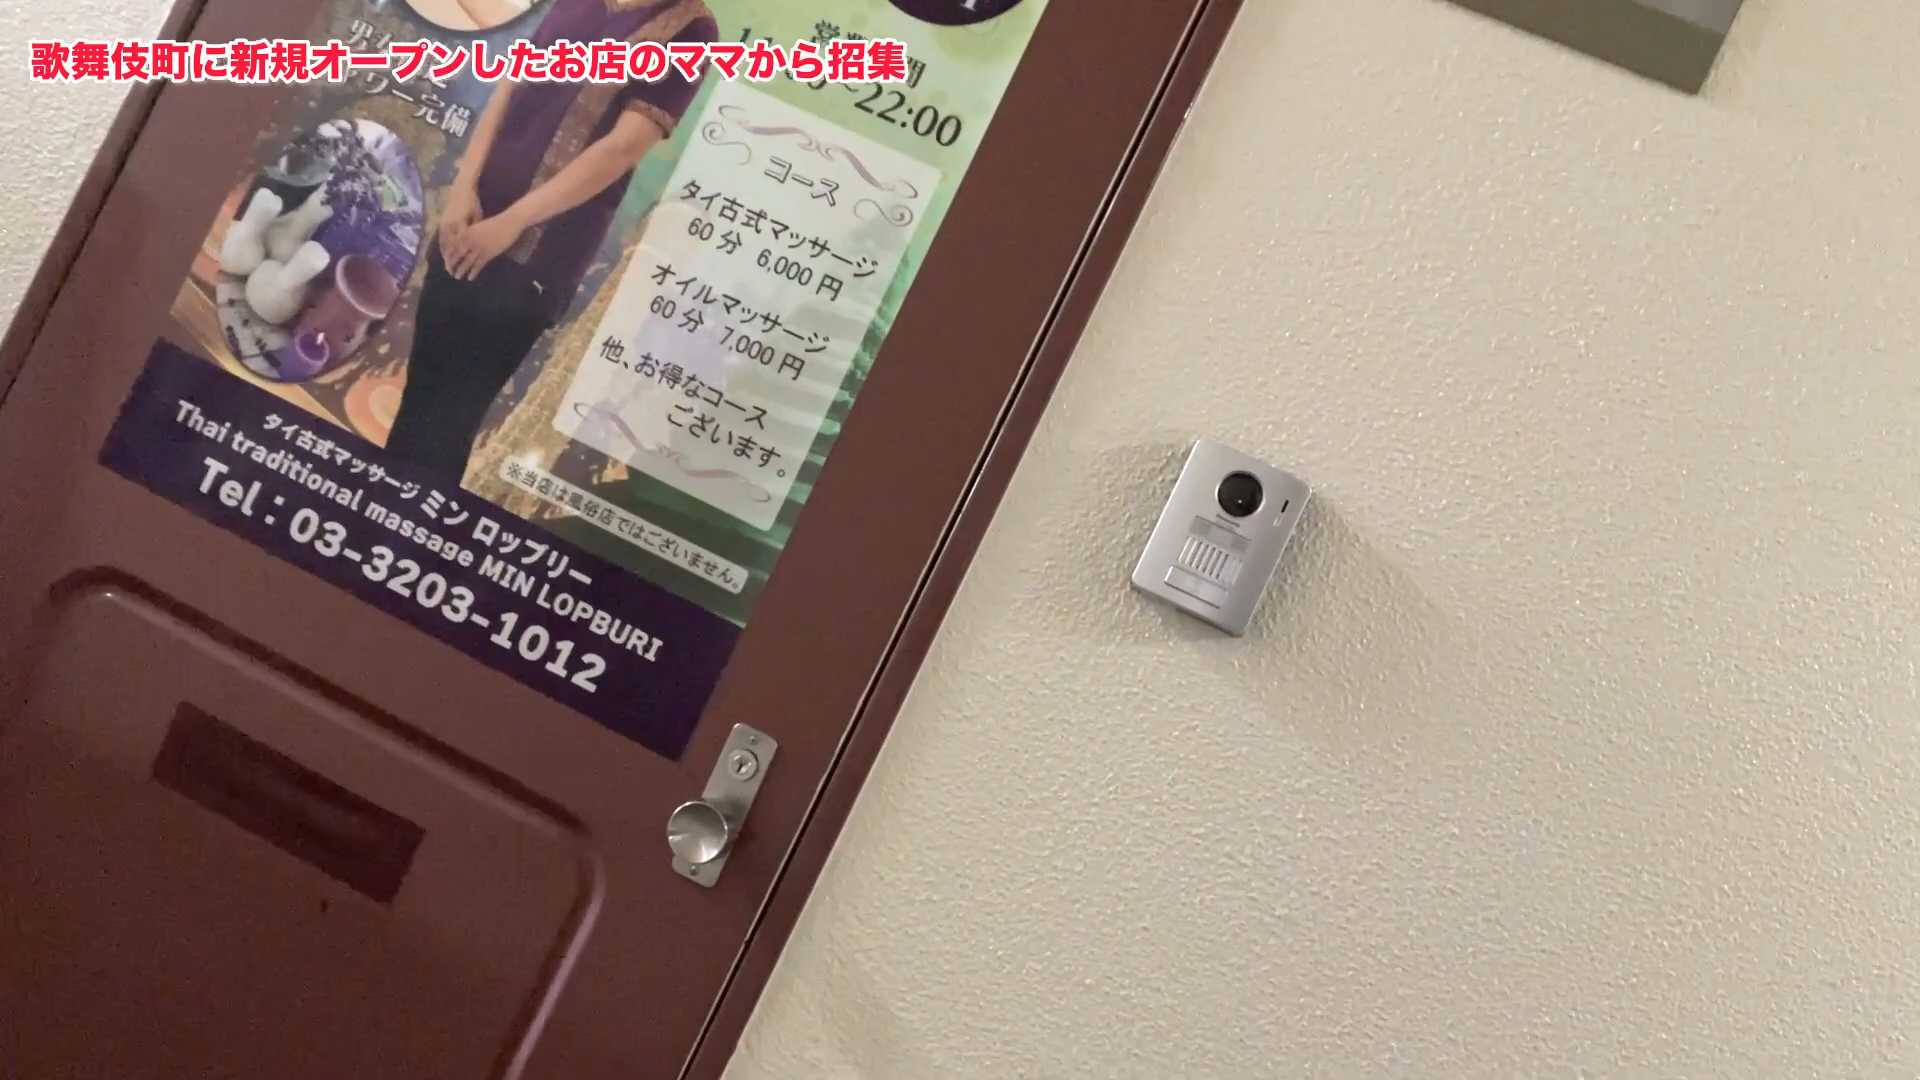 歌舞伎町に新規オープンしたお店のママから招集
ワー完備
22:00
コース
タイ古式マッサージ
60分 6,000円
オイルマッサージ
60分 7,000円
他、お得なコース
ございます。
※当店は風俗店ではございません。
タイ古式マッサージ ミン ロッブリー
Thai traditional massage MIN LOPBURI
Tel : 03-3203-1012